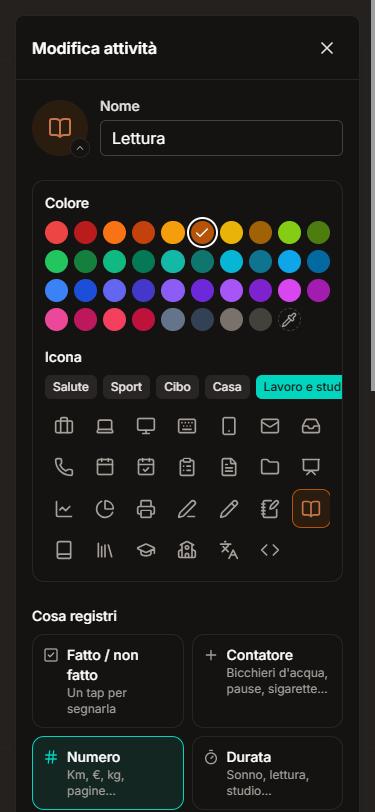 Modifica attività
Nome
Lettura
Colore
Icona
Salute
Sport
Cibo
Casa
Lavoro e stud
Cosa registri
Fatto / non
fatto
Un tap per
segnarla
Contatore
Bicchieri d'acqua,
pause, sigarette...
Numero
Km, €, kg,
pagine...
Durata
Sonno, lettura,
studio...